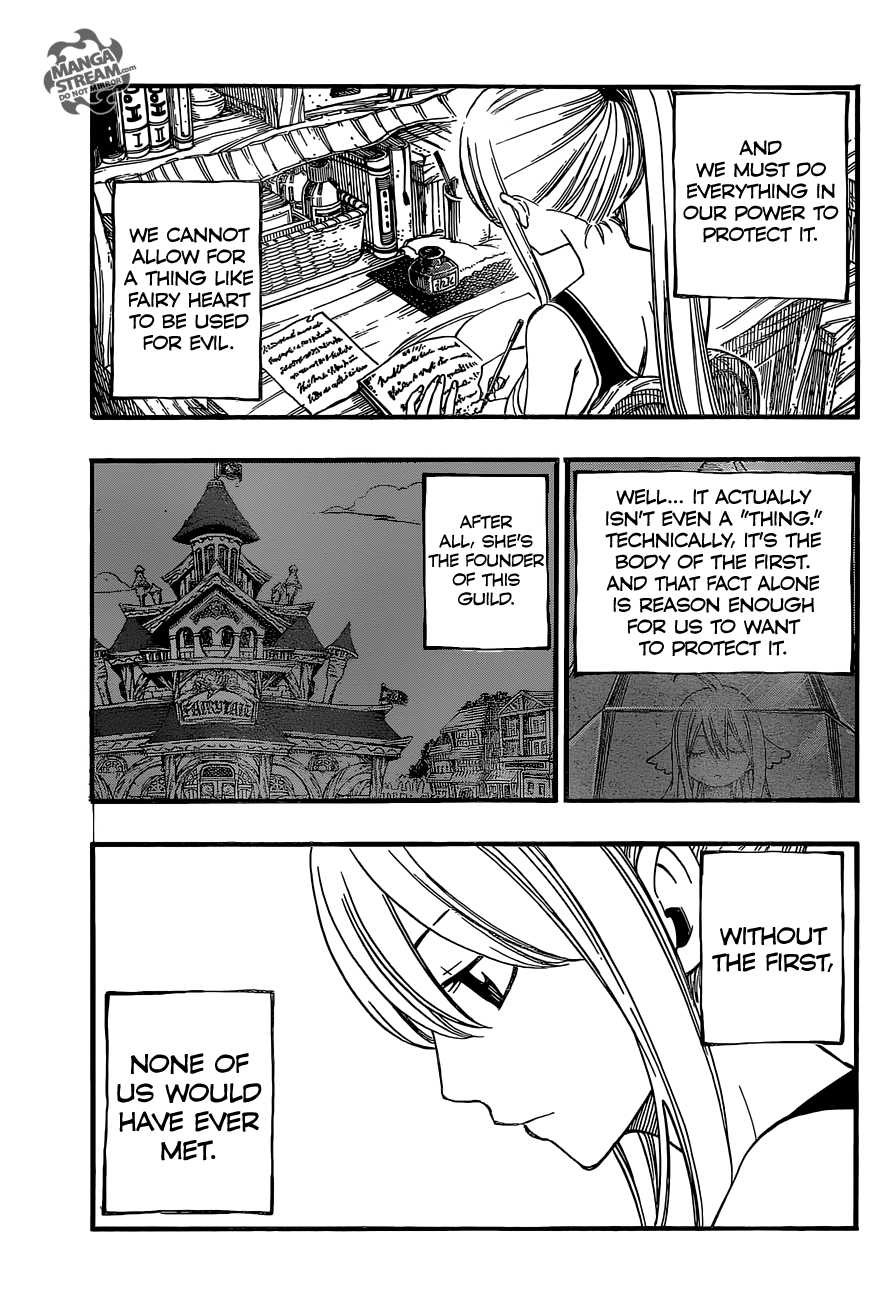 MANGA
STREAM.com
DO NOT MIRROR
AND
WE MUST DO
EVERYTHING IN
OUR POWER TO
PROTECT IT.
WE CANNOT
ALLOW FOR
A THING LIKE
FAIRY HEART
TO BE USED
FOR EVIL.
WELL... IT ACTUALLY
ISN'T EVEN A "THING."
TECHNICALLY, IT'S THE
BODY OF THE FIRST.
AND THAT FACT ALONE
IS REASON ENOUGH
FOR US TO WANT
TO PROTECT IT.
AFTER
ALL, SHE'S
THE FOUNDER
OF THIS
GUILD.
FAIRY TAIL
WITHOUT
THE FIRST,
NONE OF
US WOULD
HAVE EVER
MET.